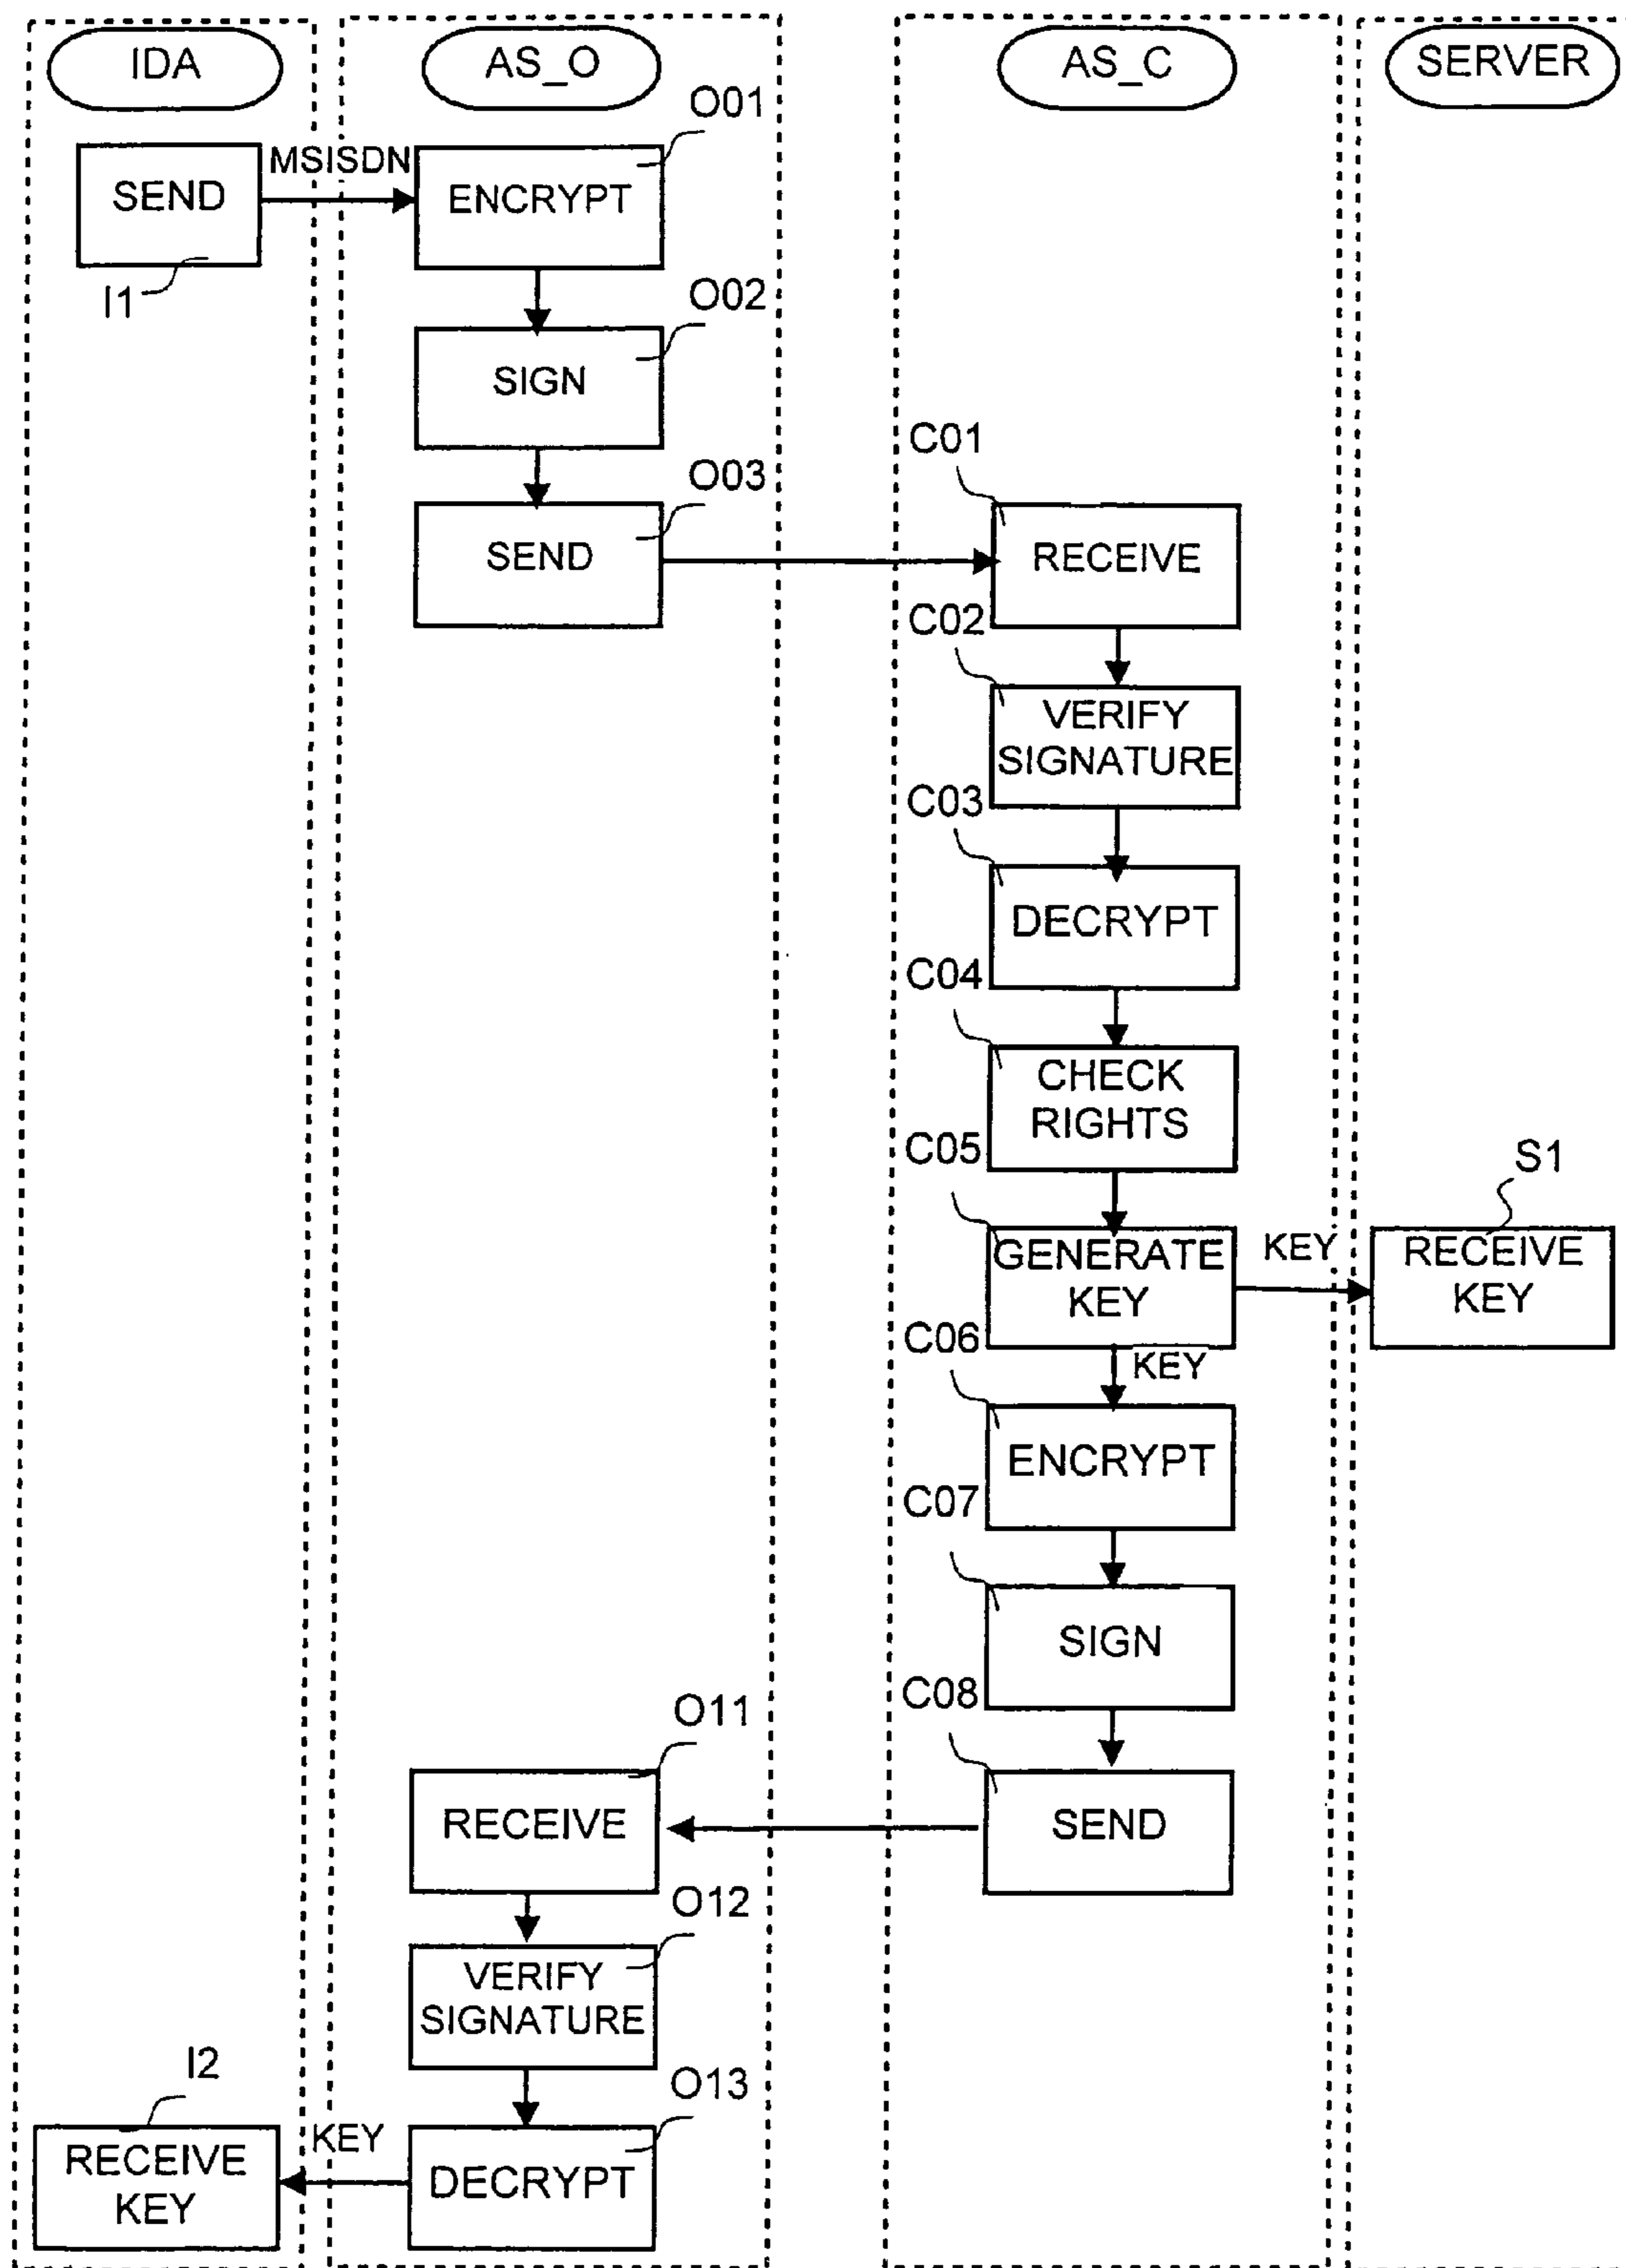 IDA
AS_O
AS_C
SERVER
O01
MSISDN
SEND
ENCRYPT
I1
O02
SIGN
O03
SEND
C01
RECEIVE
C02
VERIFY
SIGNATURE
C03
DECRYPT
C04
CHECK
RIGHTS
C05
S1
GENERATE
KEY
KEY
RECEIVE
KEY
C06
KEY
ENCRYPT
C07
SIGN
C08
SEND
O11
RECEIVE
O12
VERIFY
SIGNATURE
O13
DECRYPT
KEY
I2
RECEIVE
KEY